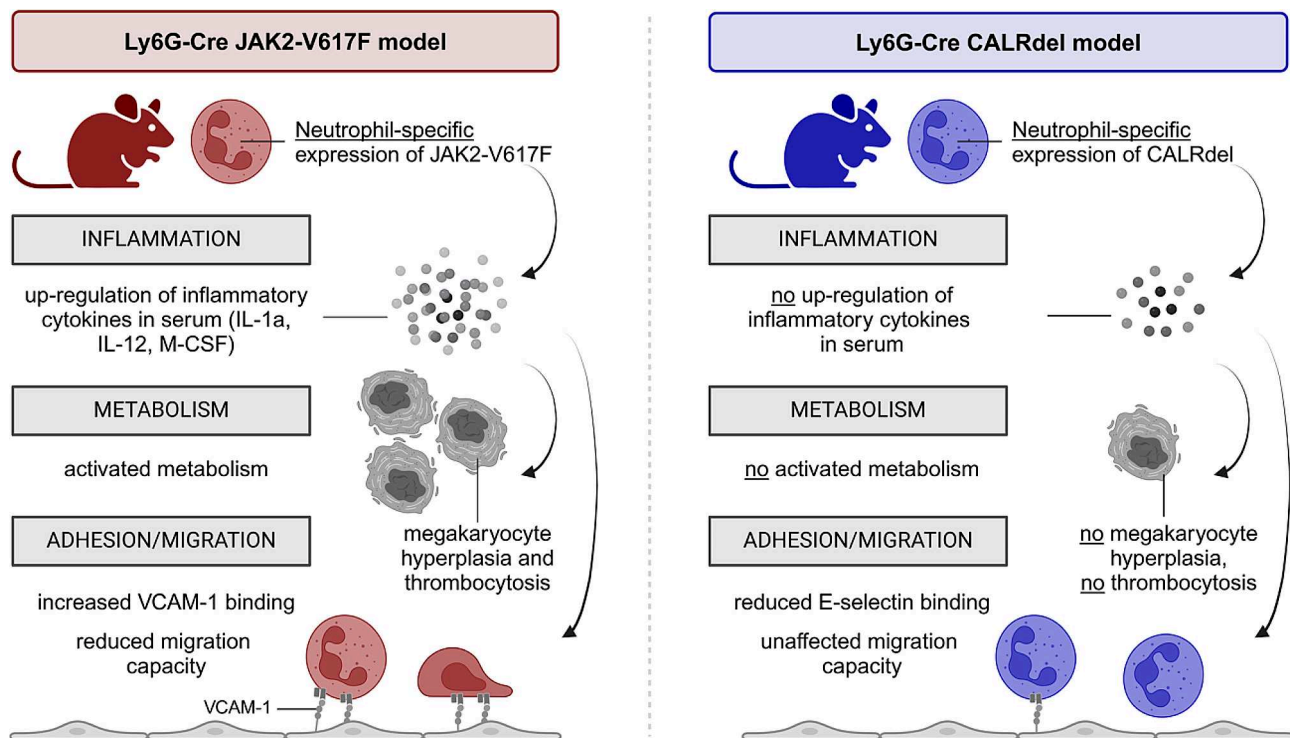 Ly6G-Cre JAK2-V617F model
Neutrophil-specific
expression of JAK2-V617F
INFLAMMATION
up-regulation of inflammatory
cytokines in serum (IL-1a,
IL-12, M-CSF)
METABOLISM
activated metabolism
megakaryocyte
hyperplasia and
thrombocytosis
ADHESION/MIGRATION
increased VCAM-1 binding
reduced migration
capacity
VCAM-1
Ly6G-Cre CALRdel model
Neutrophil-specific
expression of CALRdel
INFLAMMATION
no up-regulation of
inflammatory cytokines
in serum
METABOLISM
no activated metabolism
no megakaryocyte
hyperplasia,
no thrombocytosis
ADHESION/MIGRATION
reduced E-selectin binding
unaffected migration
capacity